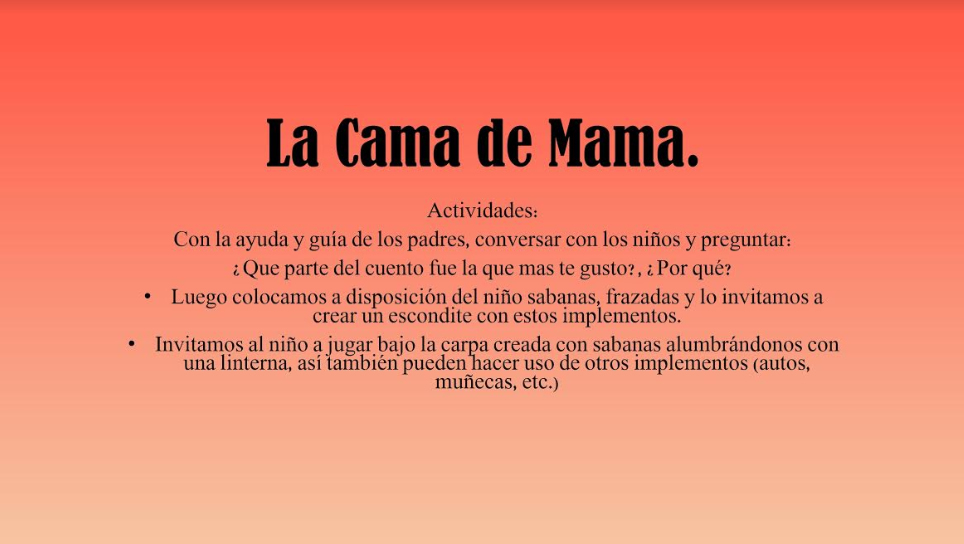 La Cama de Mama.
Actividades:
Con la ayuda y guía de los padres, conversar con los niños y preguntar:
¿Que parte del cuento fue la que mas te gusto?, ¿Por qué?
• Luego colocamos a disposición del niño sabanas, frazadas y lo invitamos a
crear un escondite con estos implementos.
• Invitamos al niño a jugar bajo la carpa creada con sabanas alumbrándonos con
una linterna, así también pueden hacer uso de otros implementos (autos,
muñecas, etc.)